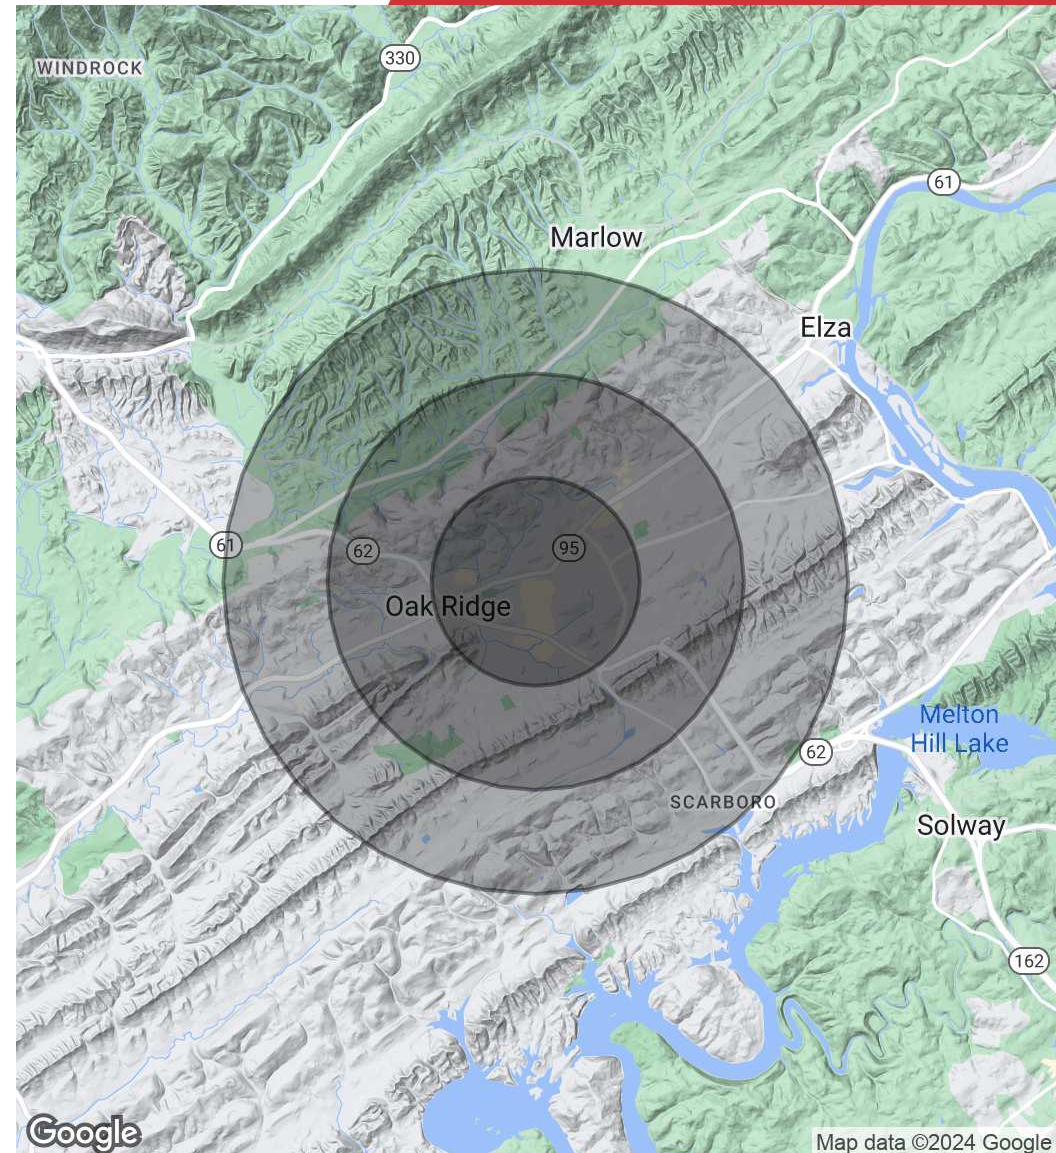 WINDROCK
330
61
Marlow
Elza
61
62
95
Oak Ridge
Melton
Hill Lake
62
SCARBORO
Solway
162
Google
Map data ©2024 Google